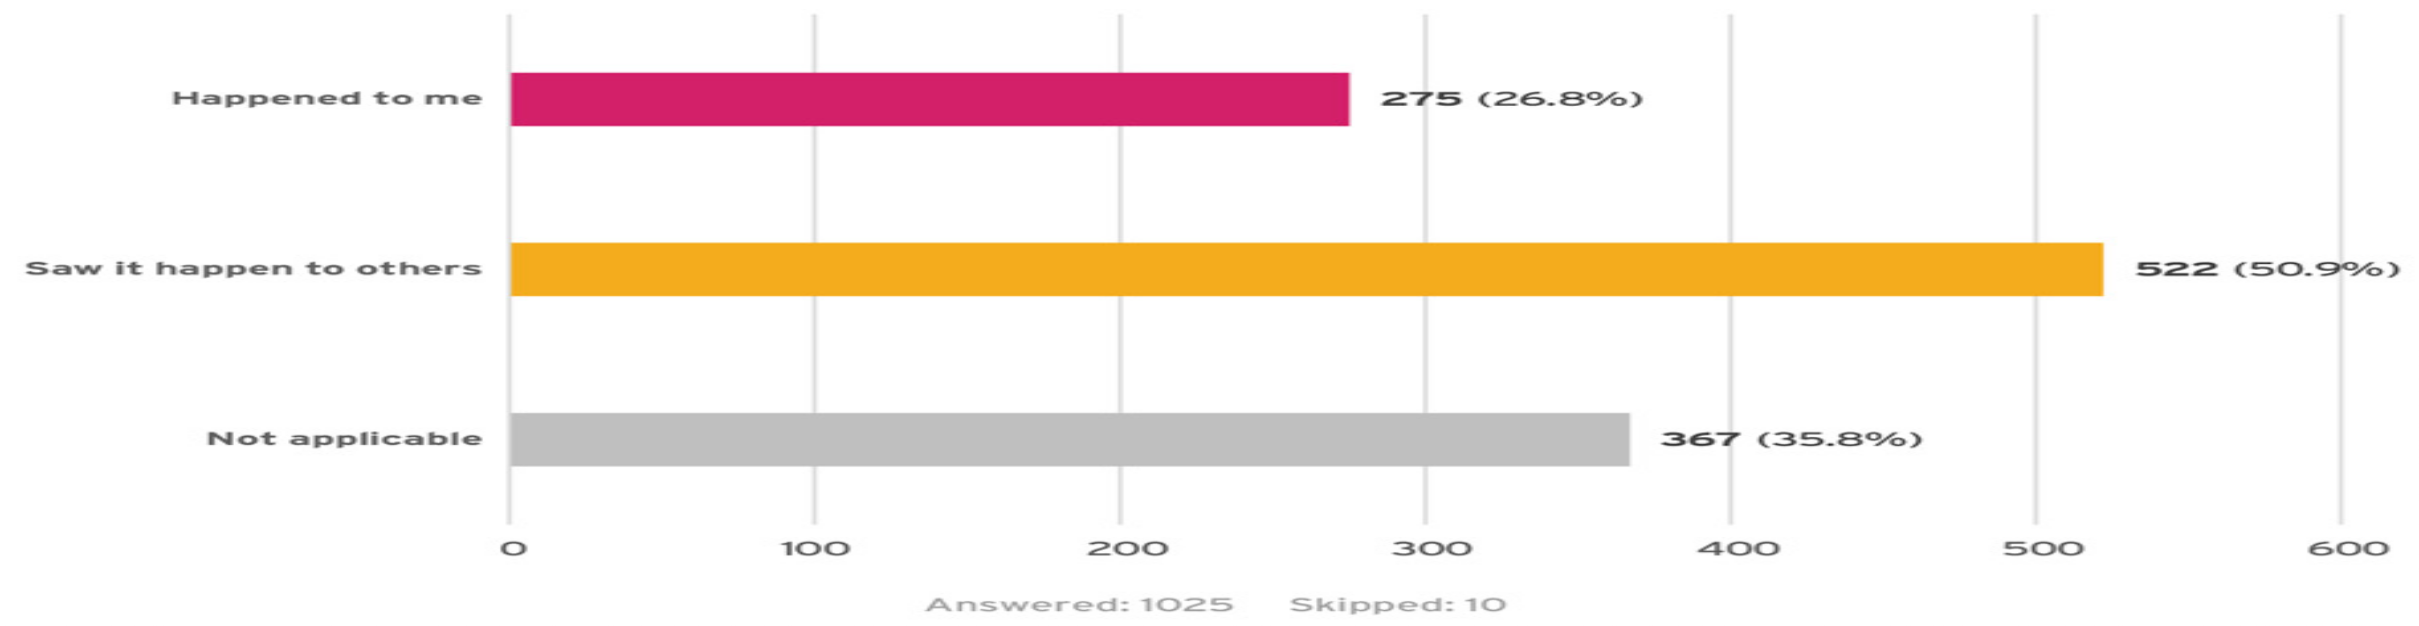 Happened to me 275 (26.8%)
Saw it happen to others 522 (50.9%)
Not applicable 367 (35.8%)
0 100 200 300 400 500 600
Answered: 1025 Skipped: 10